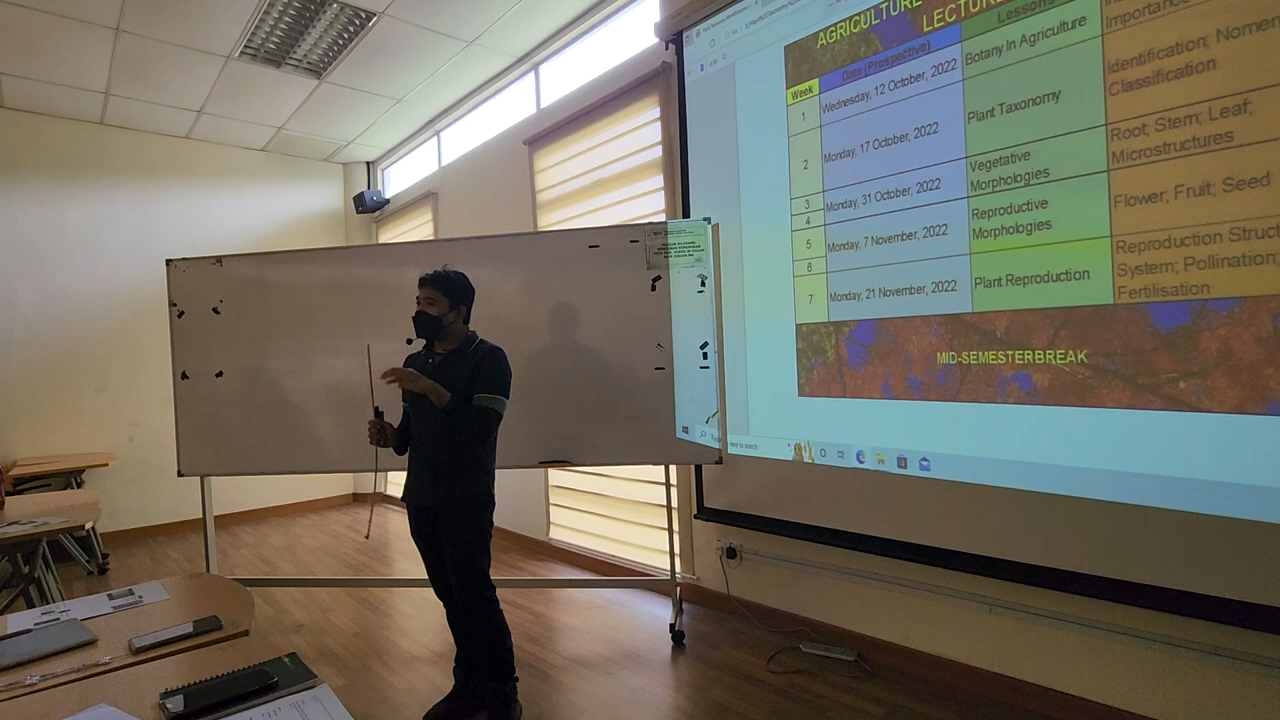 AGRICULTURE
LECTURE
Week
Date (Prospective)
Lessons
1
Wednesday, 12 October, 2022
Botany In Agriculture
Importance
2
Monday, 17 October, 2022
Plant Taxonomy
Identification; Nomen
Classification
3
Monday, 31 October, 2022
Vegetative
Morphologies
Root; Stem; Leaf;
Microstructures
4
5
Monday, 7 November, 2022
Reproductive
Morphologies
Flower; Fruit; Seed
6
7
Monday, 21 November, 2022
Plant Reproduction
Reproduction Struct
System; Pollination;
Fertilisation
MID-SEMESTERBREAK
here to search